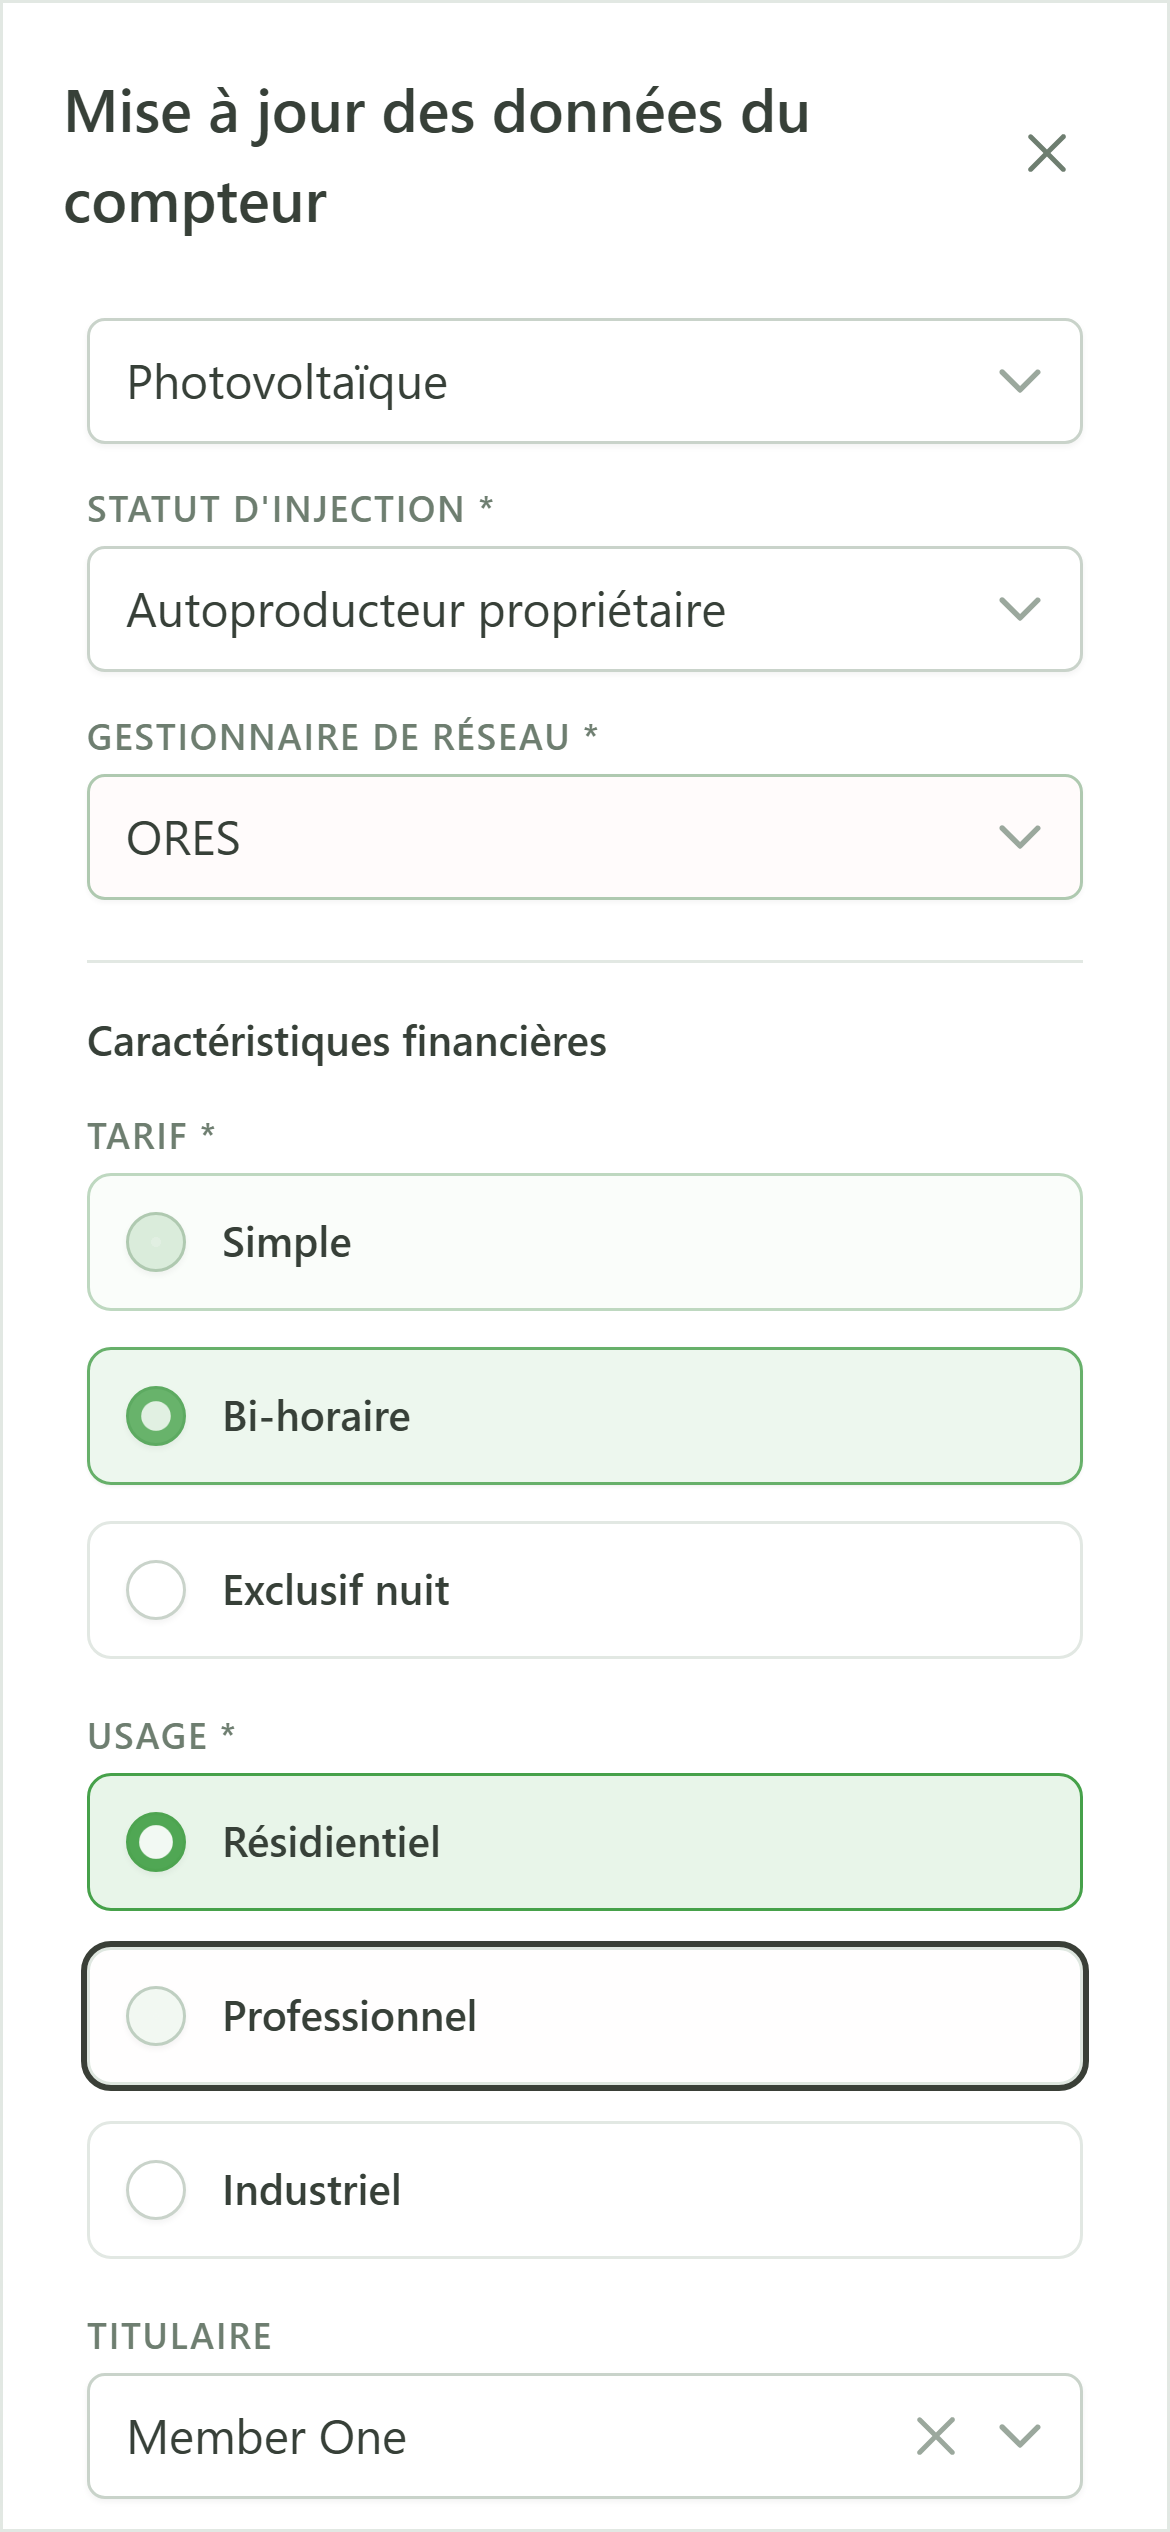 Mise à jour des données du
compteur
Photovoltaïque
STATUT D'INJECTION *
Autoproducteur propriétaire
GESTIONNAIRE DE RÉSEAU *
ORES
Caractéristiques financières
TARIF *
Simple
Bi-horaire
Exclusif nuit
USAGE *
Résidientiel
Professionnel
Industriel
TITULAIRE
Member One